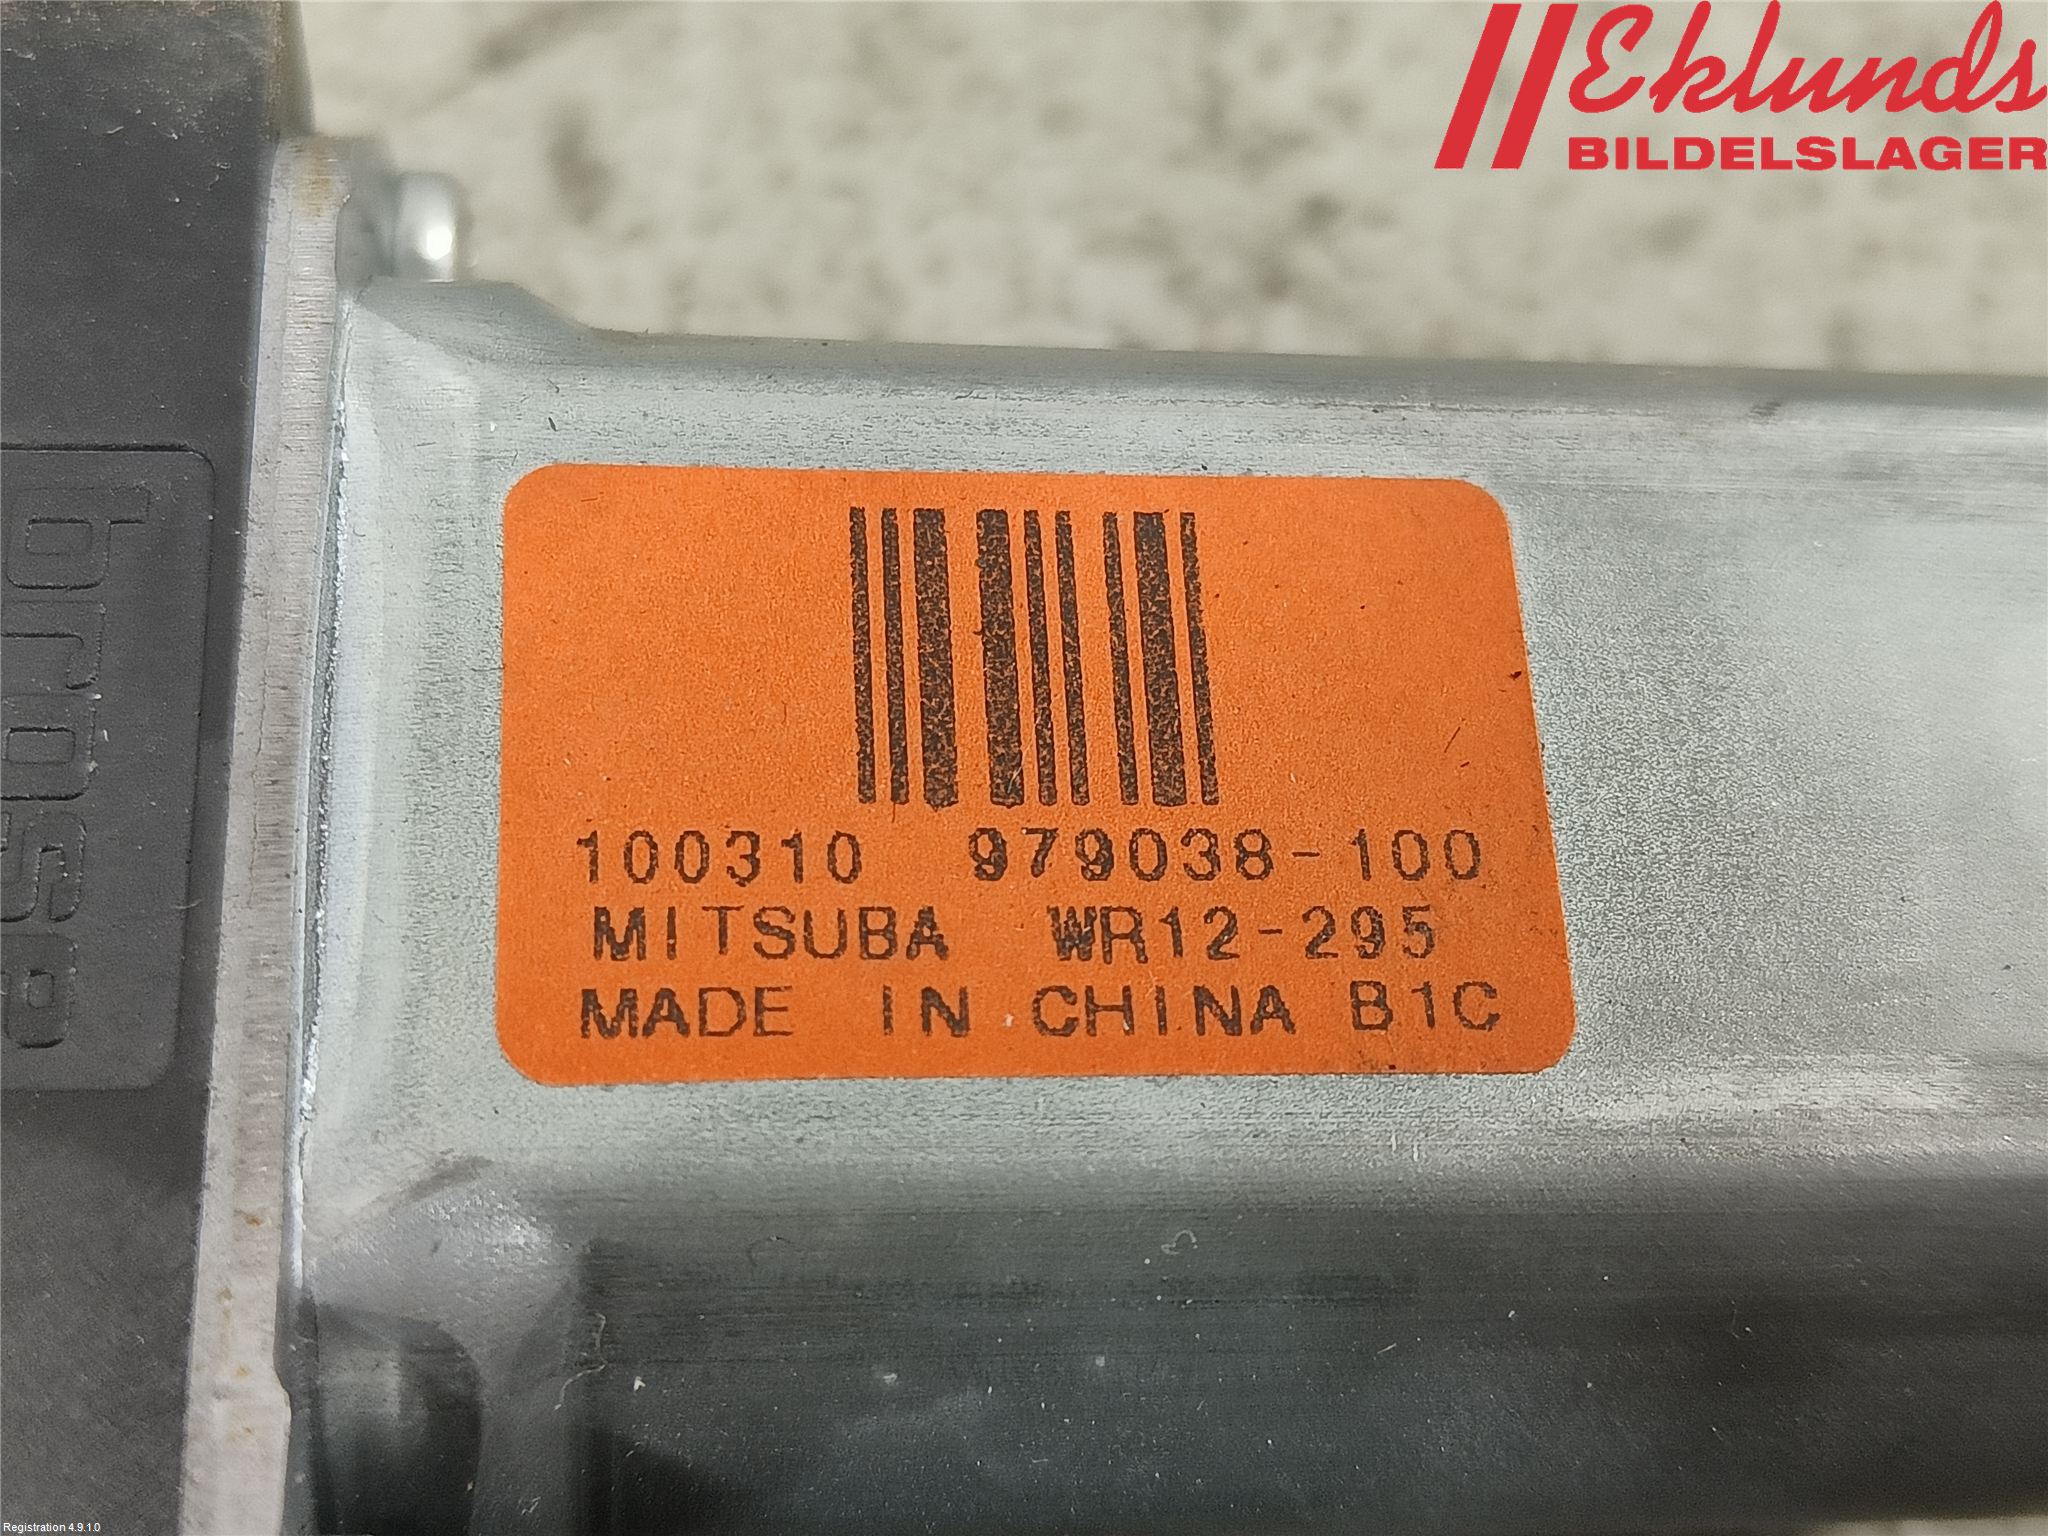 Eklunds
BILDELSLAGER
brose
100310 979038-100
MITSUBA WR12-295
MADE IN CHINA B1C
Registration 4.9.1.0